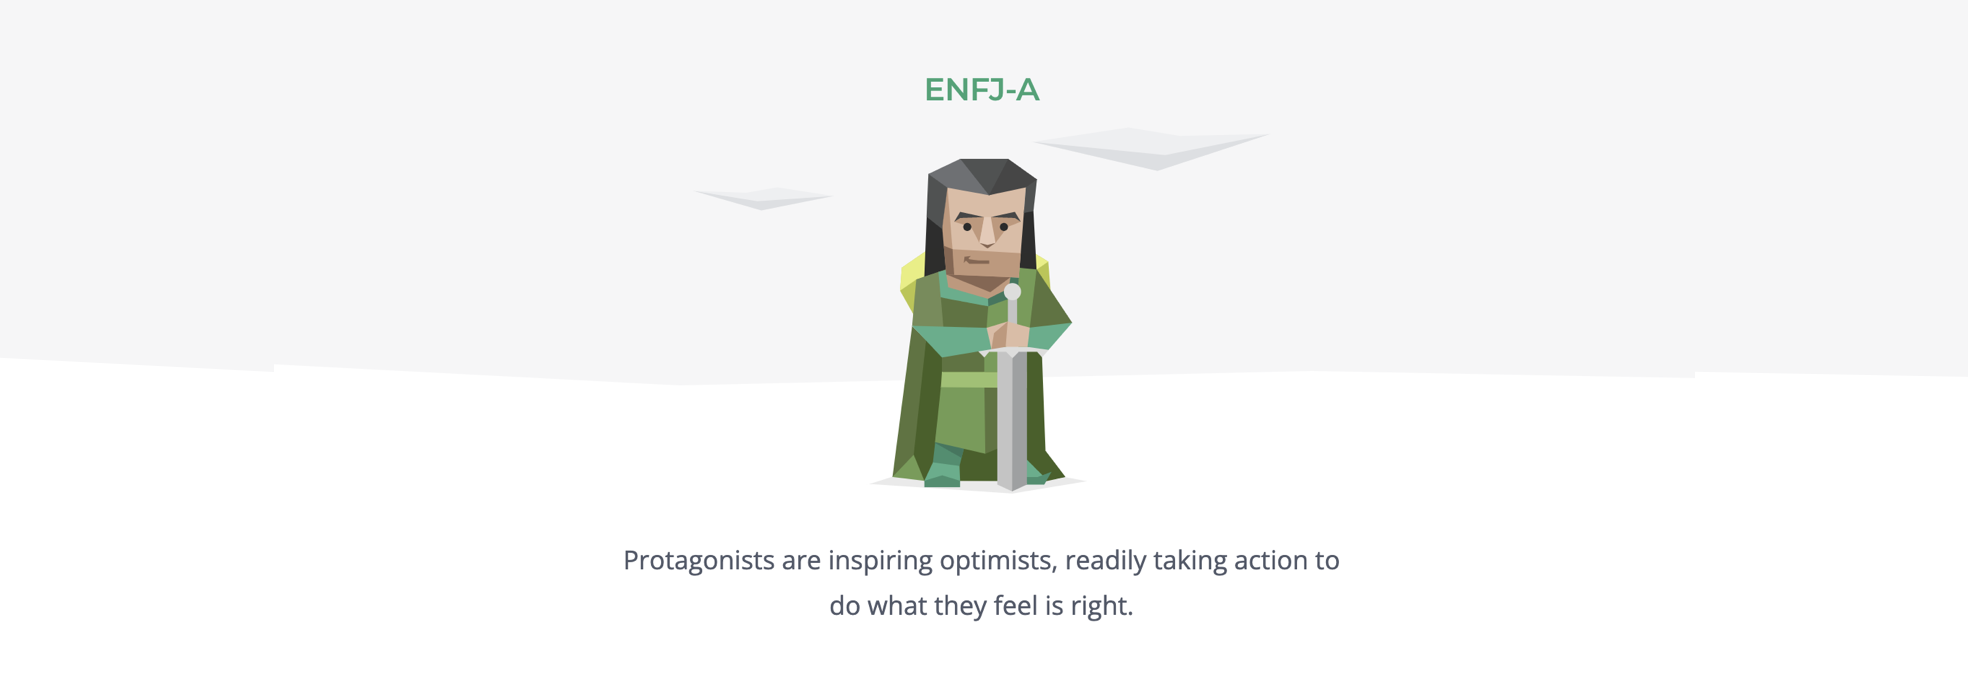 ENFJ-A
Protagonists are inspiring optimists, readily taking action to
do what they feel is right.